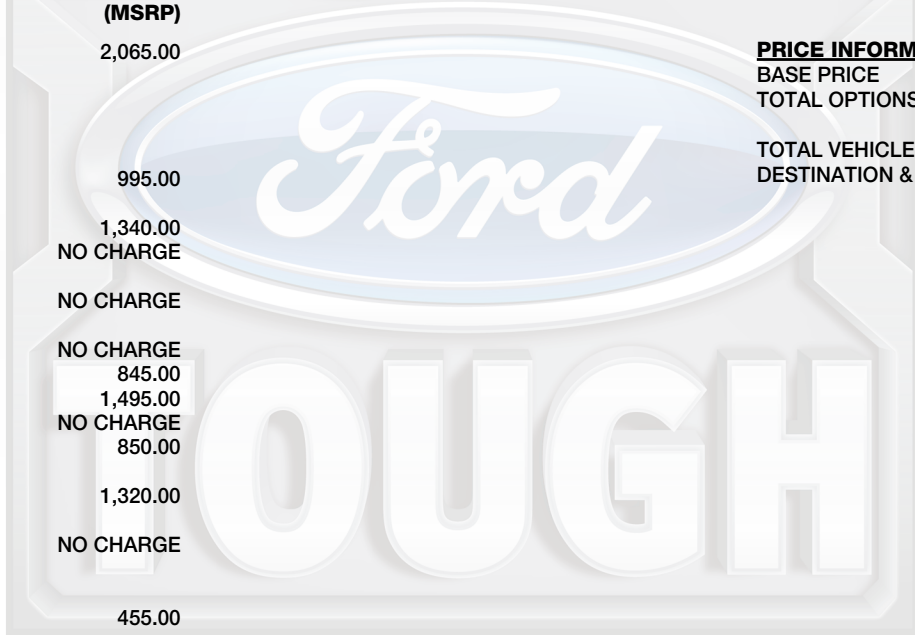 (MSRP)
2,065.00
PRICE INFORM
BASE PRICE
TOTAL OPTIONS
TOTAL VEHICLE
995.00
DESTINATION &
Ford
1,340.00
NO CHARGE
NO CHARGE
NO CHARGE
845.00
1,495.00
NO CHARGE
850.00
TOUGH
1,320.00
NO CHARGE
455.00